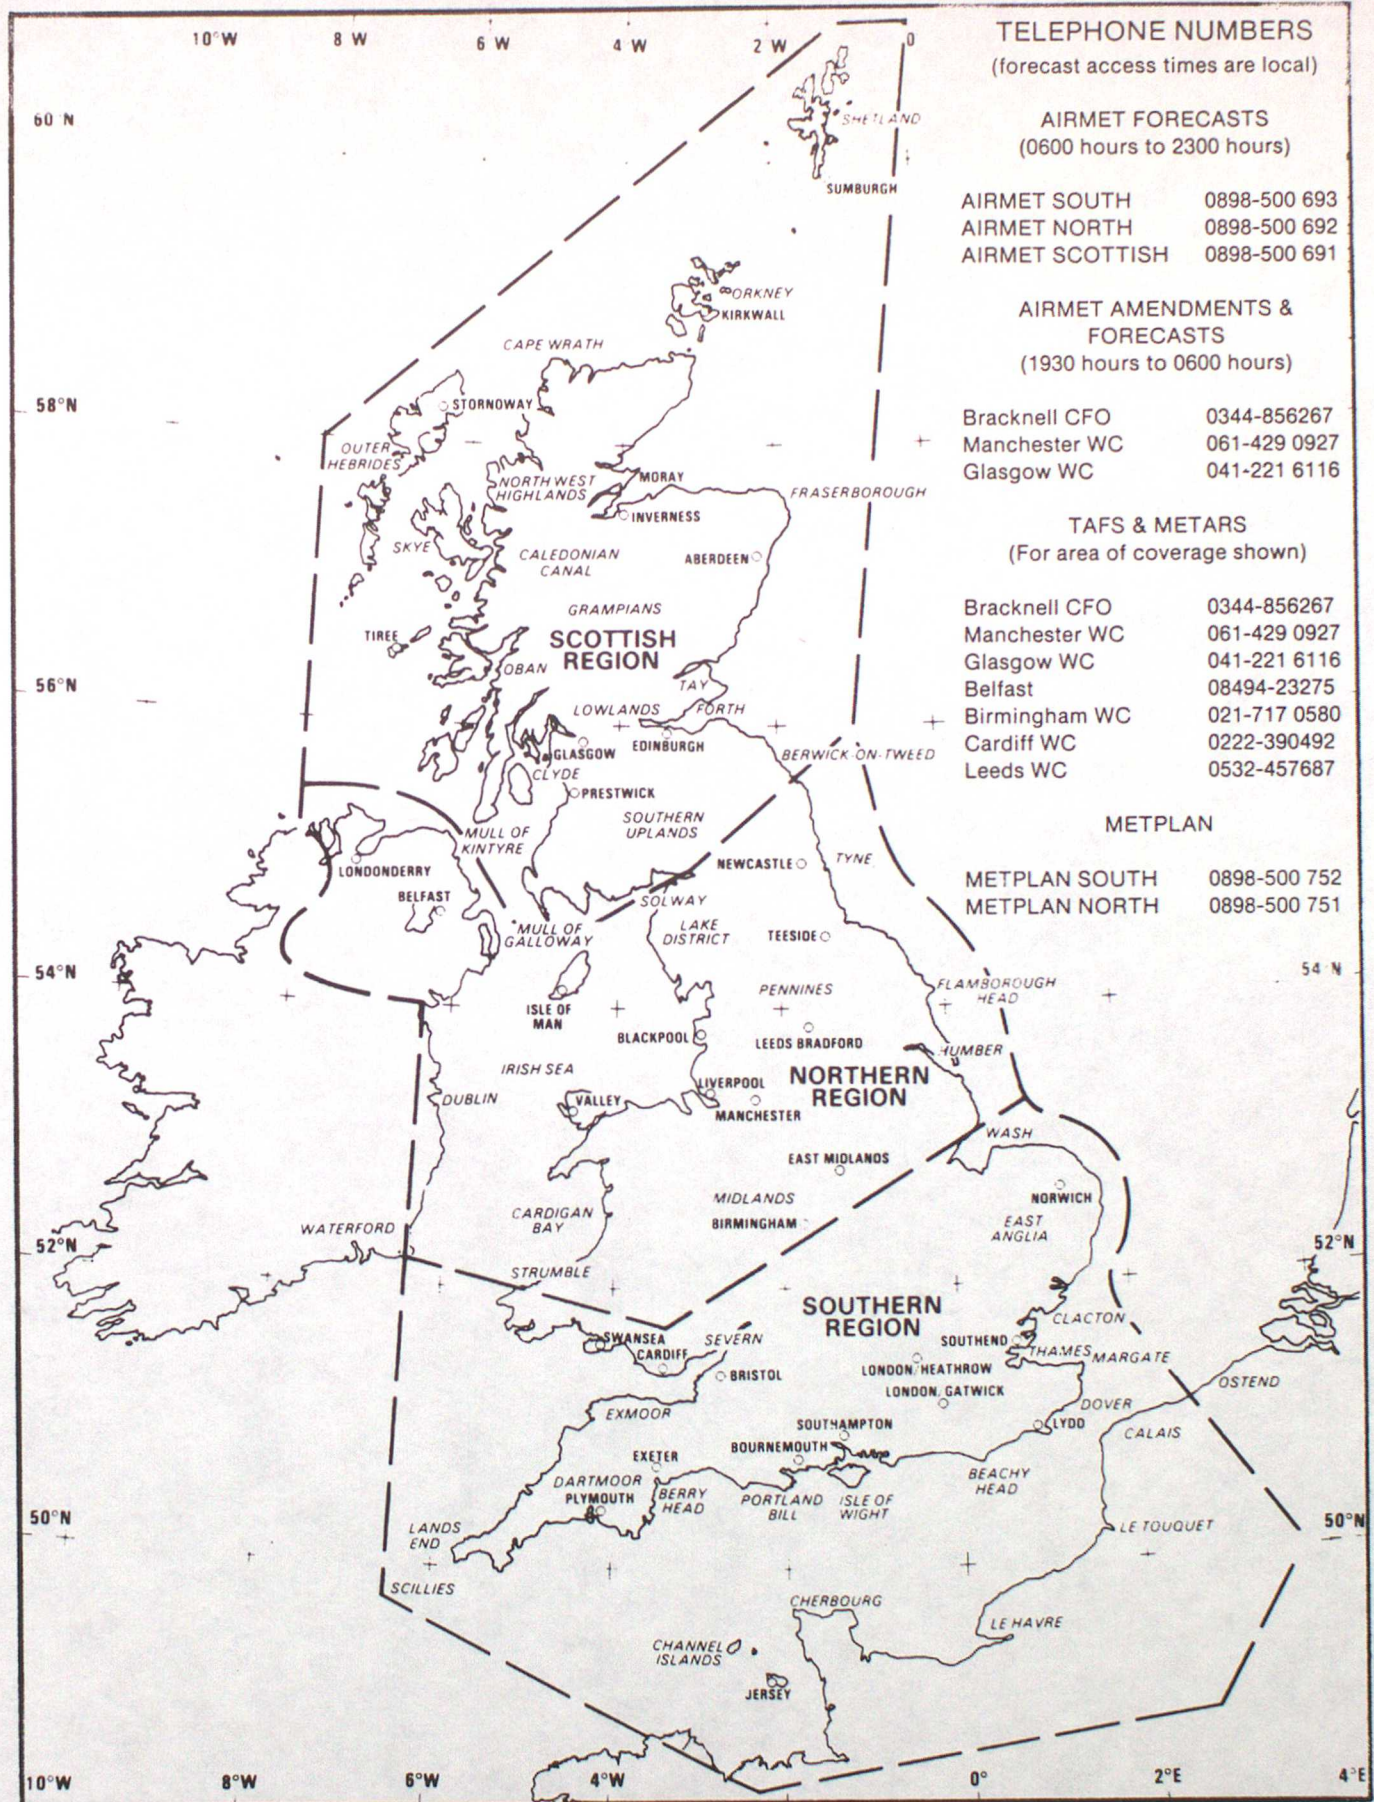 10°W 8°W 6°W 4°W 2°W 0
TELEPHONE NUMBERS
(forecast access times are local)
AIRMET FORECASTS
(0600 hours to 2300 hours)
AIRMET SOUTH 0898-500 693
AIRMET NORTH 0898-500 692
AIRMET SCOTTISH 0898-500 691
AIRMET AMENDMENTS &
FORECASTS
(1930 hours to 0600 hours)
Bracknell CFO 0344-856267
Manchester WC 061-429 0927
Glasgow WC 041-221 6116
TAFS & METARS
(For area of coverage shown)
Bracknell CFO 0344-856267
Manchester WC 061-429 0927
Glasgow WC 041-221 6116
Belfast 08494-23275
Birmingham WC 021-717 0580
Cardiff WC 0222-390492
Leeds WC 0532-457687
METPLAN
METPLAN SOUTH 0898-500 752
METPLAN NORTH 0898-500 751
60°N
SHETLAND
SUMBURGH
ORKNEY
KIRKWALL
CAPE WRATH
58°N
STORNOWAY
OUTER
HEBRIDES
NORTH WEST
HIGHLANDS
MORAY
FRASERBOROUGH
INVERNESS
SKYE
CALEDONIAN
CANAL
ABERDEEN
GRAMPIANS
TIREE
SCOTTISH
REGION
OBAN
56°N
TAY
LOWLANDS
FORTH
GLASGOW
EDINBURGH
BERWICK-ON-TWEED
CLYDE
PRESTWICK
SOUTHERN
UPLANDS
MULL OF
KINTYRE
LONDONDERRY
NEWCASTLE
TYNE
BELFAST
SOLWAY
MULL OF
GALLOWAY
LAKE
DISTRICT
TEESIDE
54°N
54°N
PENNINES
FLAMBOROUGH
HEAD
ISLE OF
MAN
BLACKPOOL
LEEDS BRADFORD
HUMBER
IRISH SEA
NORTHERN
REGION
DUBLIN
VALLEY
LIVERPOOL
MANCHESTER
WASH
EAST MIDLANDS
MIDLANDS
NORWICH
WATERFORD
CARDIGAN
BAY
BIRMINGHAM
EAST
ANGLIA
52°N
52°N
STRUMBLE
SOUTHERN
REGION
CLACTON
SWANSEA
SEVERN
SOUTHEND
CARDIFF
THAMES
MARGATE
BRISTOL
LONDON/HEATHROW
OSTEND
LONDON/GATWICK
EXMOOR
DOVER
SOUTHAMPTON
LYDD
CALAIS
BOURNEMOUTH
EXETER
BEACHY
HEAD
DARTMOOR
PLYMOUTH
BERRY
HEAD
PORTLAND
BILL
ISLE OF
WIGHT
50°N
50°N
LANDS
END
LE TOUQUET
SCILLIES
CHERBOURG
LE HAVRE
CHANNEL
ISLANDS
JERSEY
10°W 8°W 6°W 4°W 0° 2°E 4°E